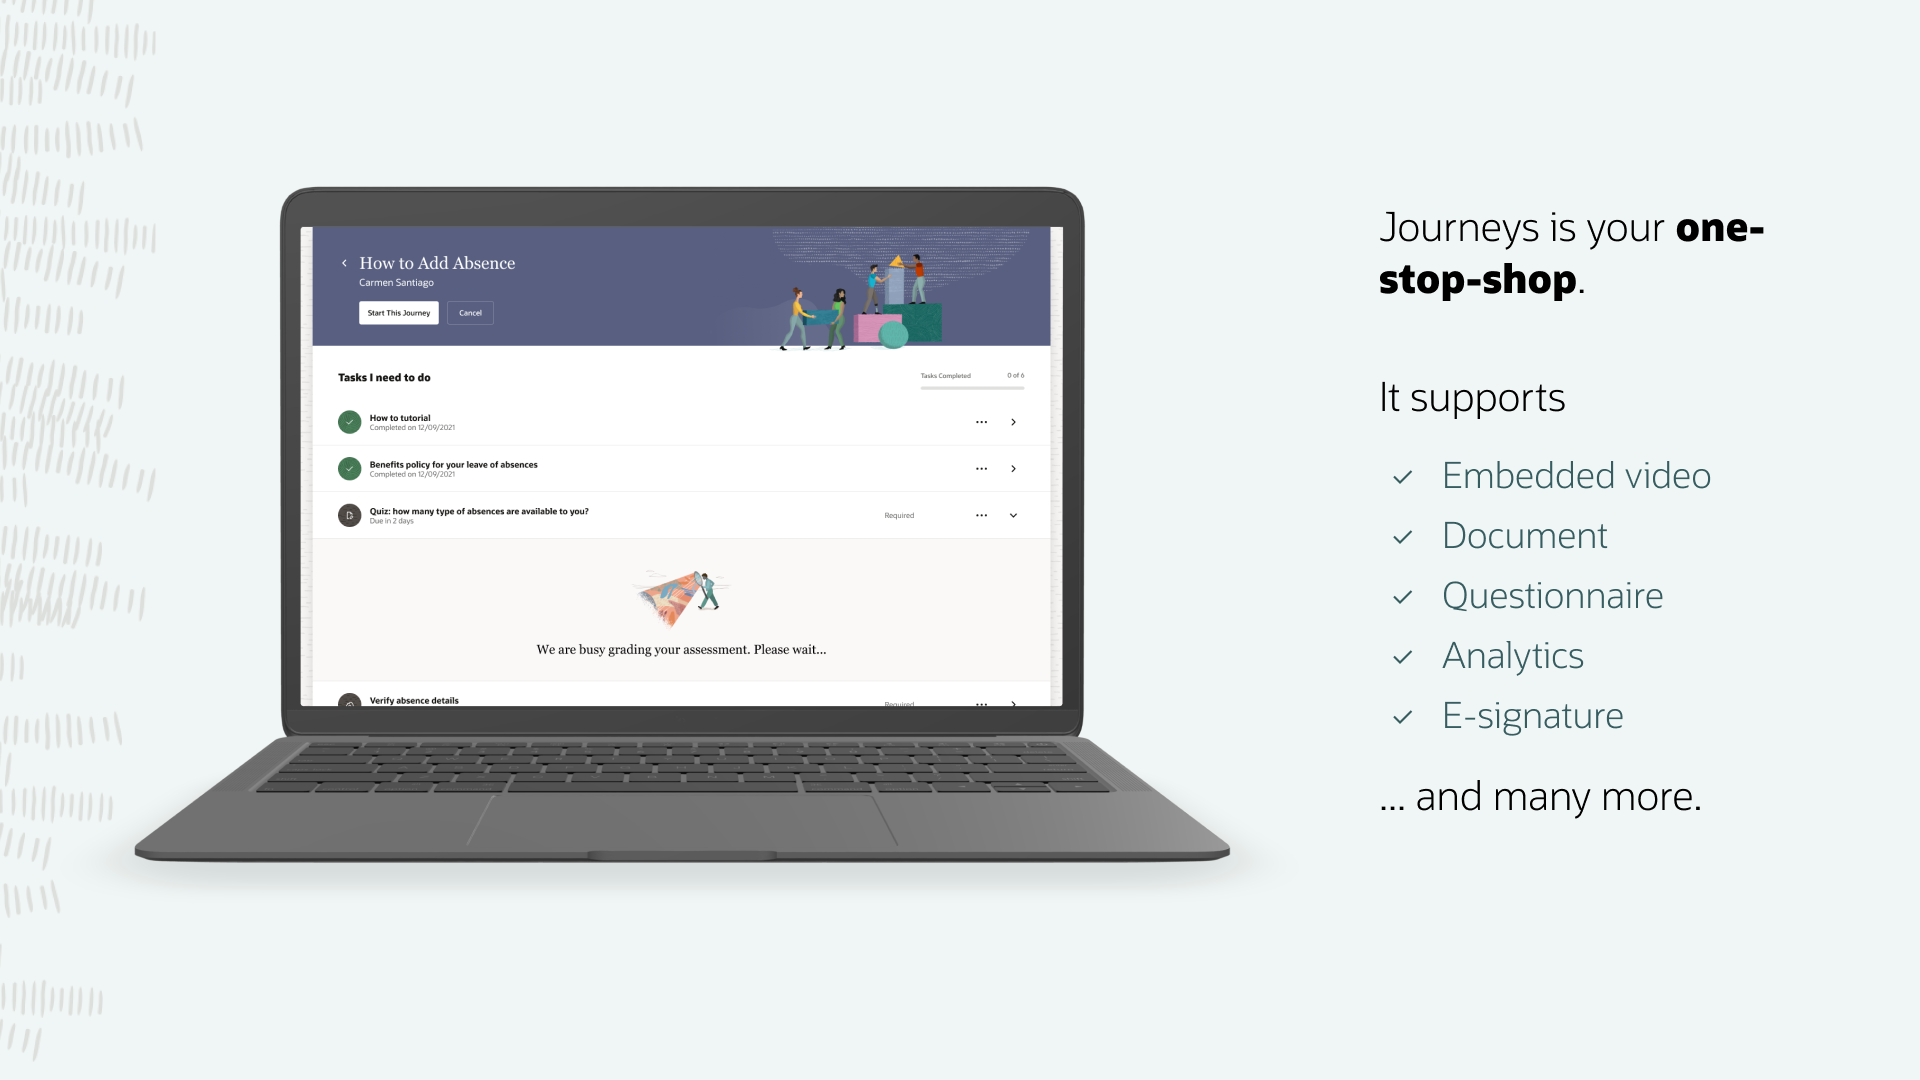 How to Add Absence
Carmen Santiago
Start This Journey
Cancel
Tasks I need to do
Tasks Completed
0 of 6
How to tutorial
Completed on 12/09/2021
Benefits policy for your leave of absences
Completed on 12/09/2021
Quiz: how many type of absences are available to you?
Due in 2 days
Required
We are busy grading your assessment. Please wait...
Verify absence details
Required
Journeys is your one-
stop-shop.
It supports
Embedded video
Document
Questionnaire
Analytics
E-signature
... and many more.